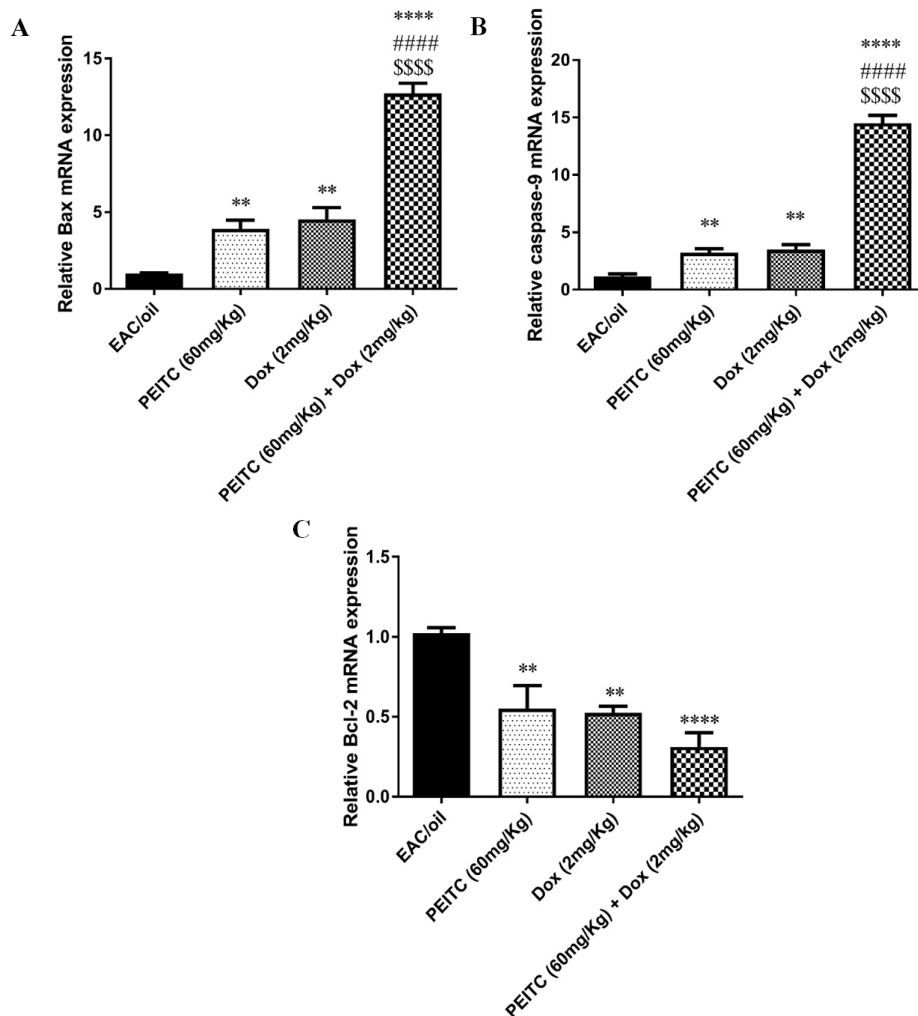 A
Relative Bax mRNA expression
15
10
5
0
**
**
****
####
$$$$
EAC/oil
PEITC (60mg/Kg)
Dox (2mg/Kg)
PEITC (60mg/Kg) + Dox (2mg/kg)
B
Relative caspase-9 mRNA expression
20
15
10
5
0
**
**
****
####
$$$$
EAC/oil
PEITC (60mg/Kg)
Dox (2mg/Kg)
PEITC (60mg/Kg) + Dox (2mg/kg)
C
Relative Bcl-2 mRNA expression
1.5
1.0
0.5
0.0
**
**
****
EAC/oil
PEITC (60mg/Kg)
Dox (2mg/Kg)
PEITC (60mg/Kg) + Dox (2mg/kg)